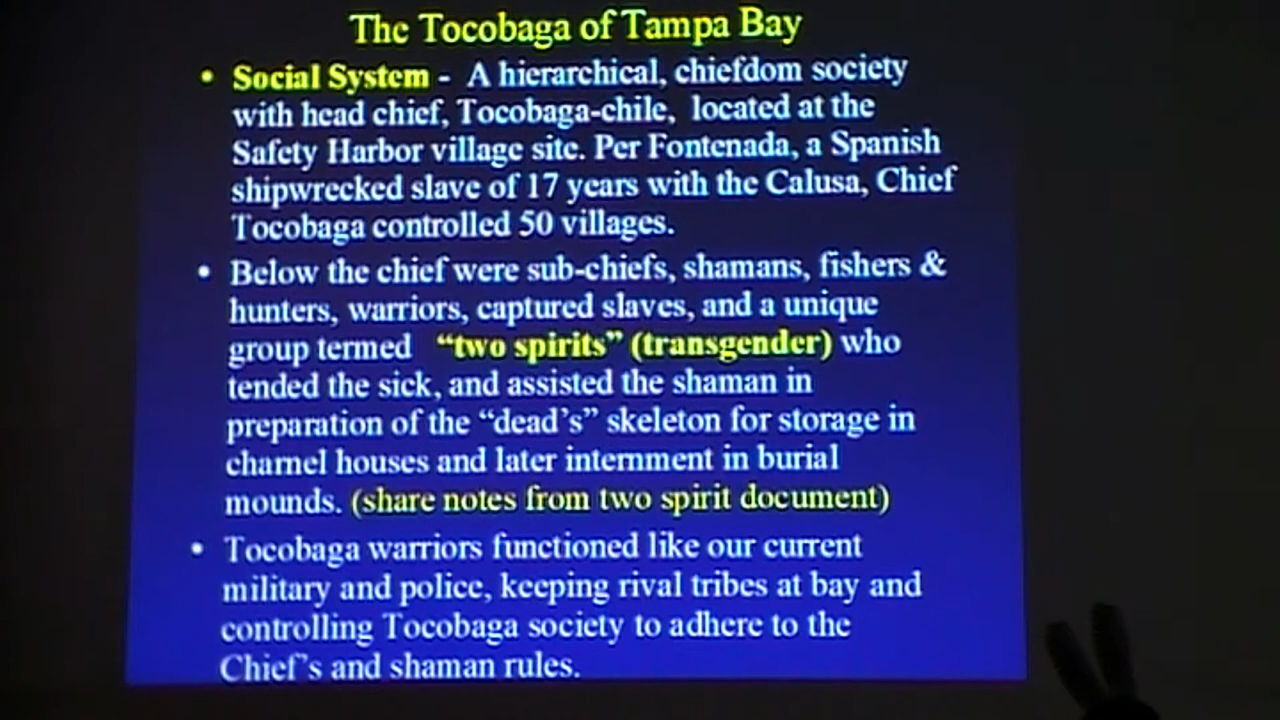 The Tocobaga of Tampa Bay
• Social System - A hierarchical, chiefdom society
with head chief, Tocobaga-chile, located at the
Safety Harbor village site. Per Fontenada, a Spanish
shipwrecked slave of 17 years with the Calusa, Chief
Tocobaga controlled 50 villages.
• Below the chief were sub-chiefs, shamans, fishers &
hunters, warriors, captured slaves, and a unique
group termed “two spirits” (transgender) who
tended the sick, and assisted the shaman in
preparation of the “dead’s” skeleton for storage in
charnel houses and later internment in burial
mounds. (share notes from two spirit document)
• Tocobaga warriors functioned like our current
military and police, keeping rival tribes at bay and
controlling Tocobaga society to adhere to the
Chief’s and shaman rules.